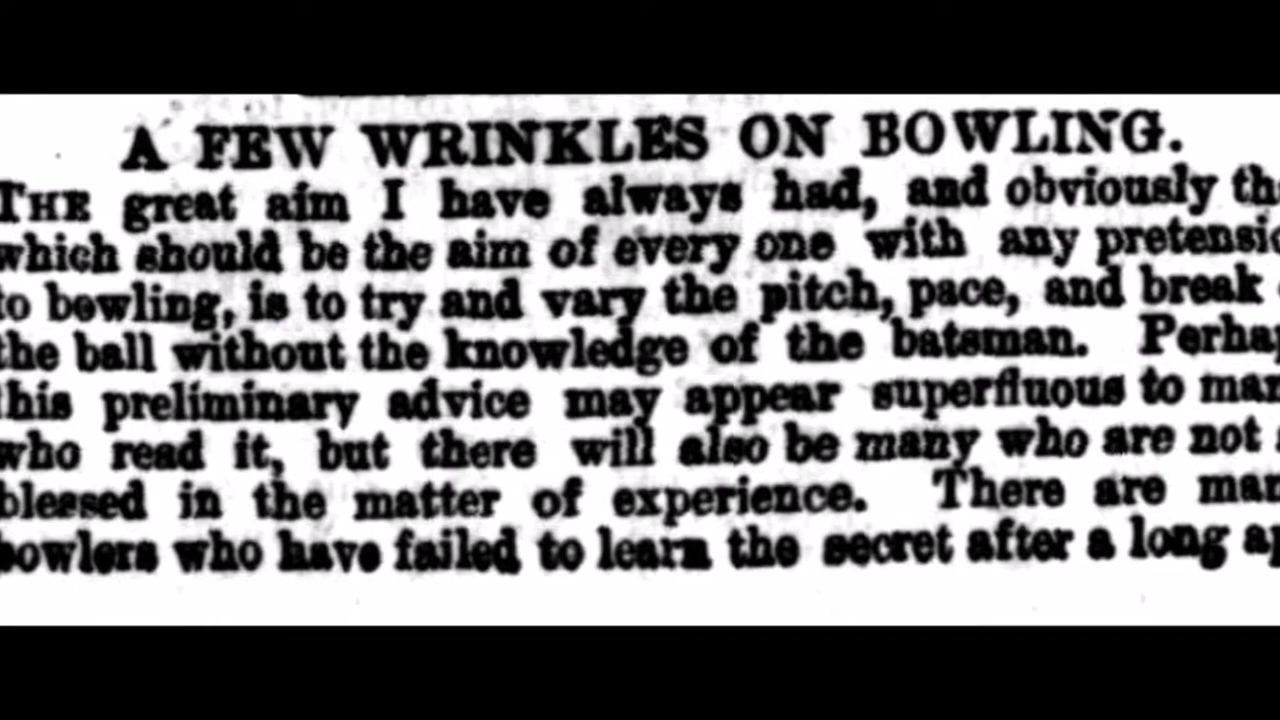 A FEW WRINKLES ON BOWLING.
THE great aim I have always had, and obviously th
which should be the aim of every one with any pretensi
to bowling, is to try and vary the pitch, pace, and break
the ball without the knowledge of the batsman. Perha
this preliminary advice may appear superfluous to man
who read it, but there will also be many who are not
blessed in the matter of experience. There are man
bowlers who have failed to learn the secret after a long ap